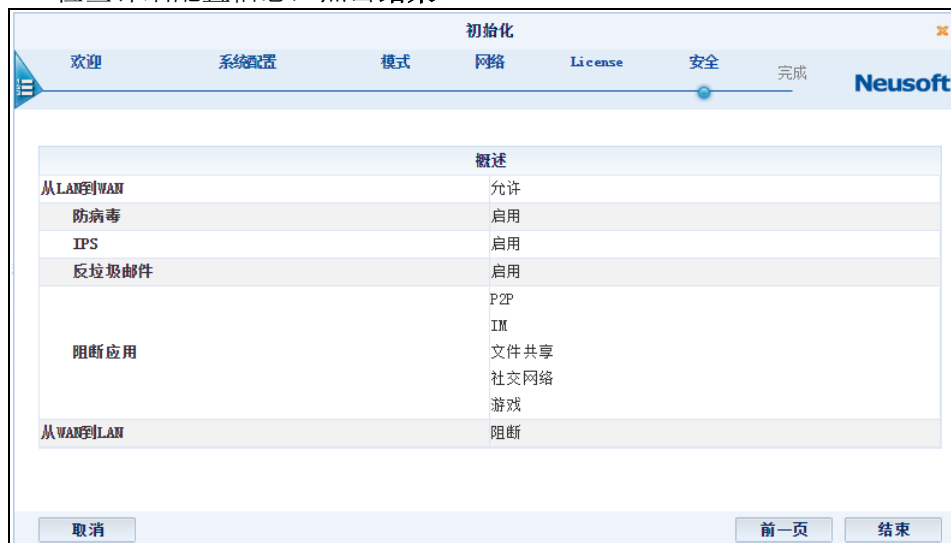 初始化
欢迎 系统配置 模式 网络 License 安全 完成
Neusoft
概述
从LAN到WAN 允许
防病毒 启用
IPS 启用
反垃圾邮件 启用
阻断应用
P2P
IM
文件共享
社交网络
游戏
从WAN到LAN 阻断
取消 前一页 结束